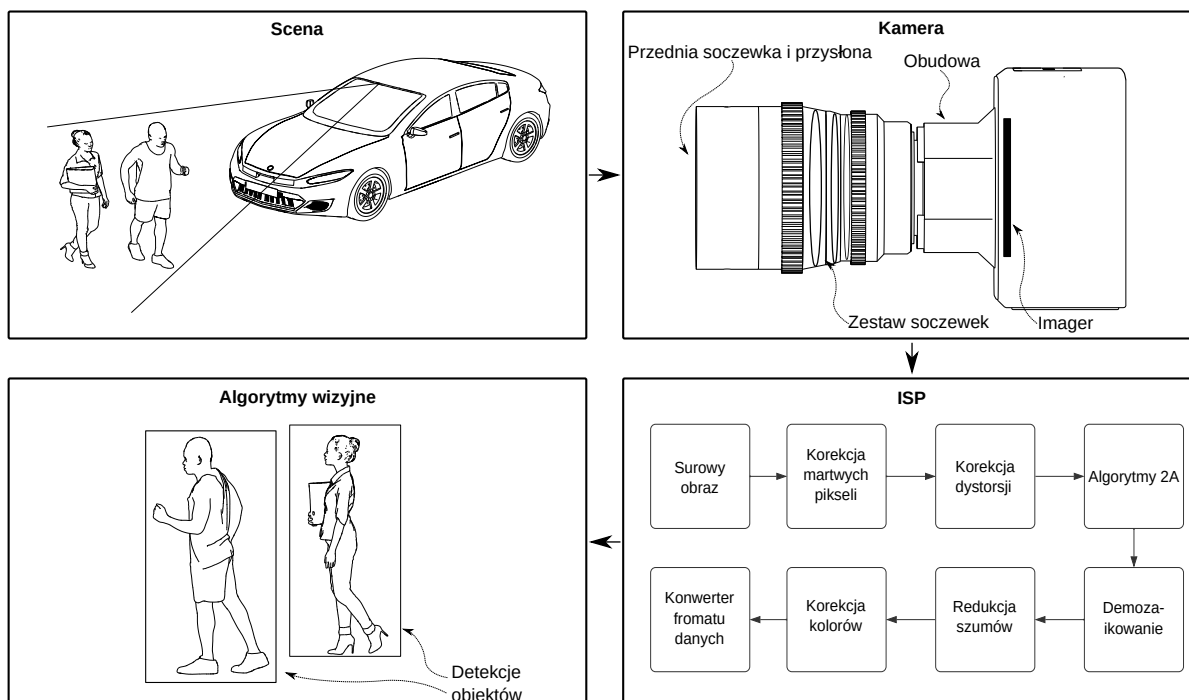 Scena
Kamera
Przednia soczewka i przysłona
Obudowa
Zestaw soczewek
Imager
ISP
Surowy
obraz
Korekcja
martwych
pikseli
Korekcja
dystorsji
Algorytmy 2A
Demoza-
ikowanie
Redukcja
szumów
Korekcja
kolorów
Konwerter
fromatu
danych
Algorytmy wizyjne
Detekcje
obiektów